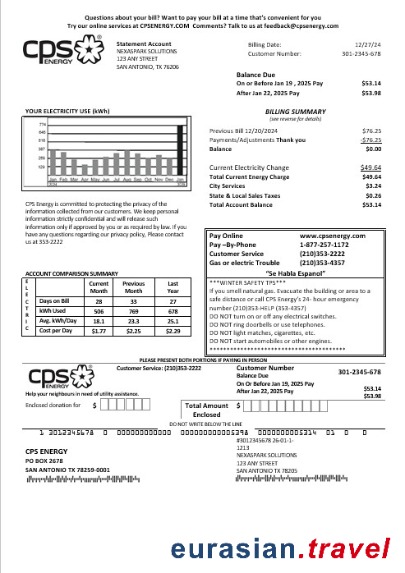 Questions about your bill? Want to pay your bill at a time that's convenient for you
Try our online services at CPSENERGY.COM Comments? Talk to us at feedback@cpsenergy.com
CPS ENERGY
Statement Account
NEXASPARK SOLUTIONS
123 ANY STREET
SAN ANTONIO, TX 76206
Billing Date: 12/27/24
Customer Number: 301-2345-678
Balance Due
On or Before Jan 19 , 2025 Pay $53.14
After Jan 22, 2025 Pay $53.98
YOUR ELECTRICITY USE (kWh)
BILLING SUMMARY
(see reverse for details)
Previous Bill 12/20/2024 $76.25
Payments/Adjustments Thank you -$76.25
Balance $0.00
Current Electricity Change $49.64
Total Current Energy Charge $49.64
City Services $3.24
State & Local Sales Taxes $0.26
Total Account Balance $53.14
CPS Energy is committed to protecting the privacy of the
information collected from our customers. We keep personal
information strictly confidential and will release such
information only if approved by you or as required by law. If you
have any questions regarding our privacy policy. Please contact
us at 353-2222
Pay Online www.cpsenergy.com
Pay –By-Phone 1-877-257-1172
Customer Service (210)353-2222
Gas or electric Trouble (210)353-4357
"Se Habla Espanol"
***WINTER SAFETY TPS***
If you smell natural gas. Evacuate the building or area to a
safe distance or call CPS Energy's 24- hour emergency
number (210)353-HELP (353-4357)
DO NOT turn on or off any electrical switches.
DO NOT ring doorbells or use telephones.
DO NOT light matches, cigarettes, etc.
DO NOT start automobiles or other engines.
ACCOUNT COMPARISON SUMMARY
ELECTRIC
Current Month Previous Month Last Year
Days on Bill 28 33 27
kWh Used 506 769 678
Avg. kWh/Day 18.1 23.3 25.1
Cost per Day $1.77 $2.25 $2.29
PLEASE PRESENT BOTH PORTIONS IF PAYING IN PERSON
CPS ENERGY
Customer Service: (210)353-2222
Customer Number 301-2345-678
Balance Due
On Or Before Jan 19, 2025 Pay $53.14
After Jan 22, 2025 Pay $53.98
Help your neighbours in need of utility assistance.
Enclosed donation for $
Total Amount Enclosed $
DO NOT WRITE BELOW THE LINE
CPS ENERGY
PO BOX 2678
SAN ANTONIO TX 78259-0001
#3012345678 26-01-1-
1213
NEXASPARK SOLUTIONS
123 ANY STREET
SAN ANTONIO TX 78205
eurasian.travel